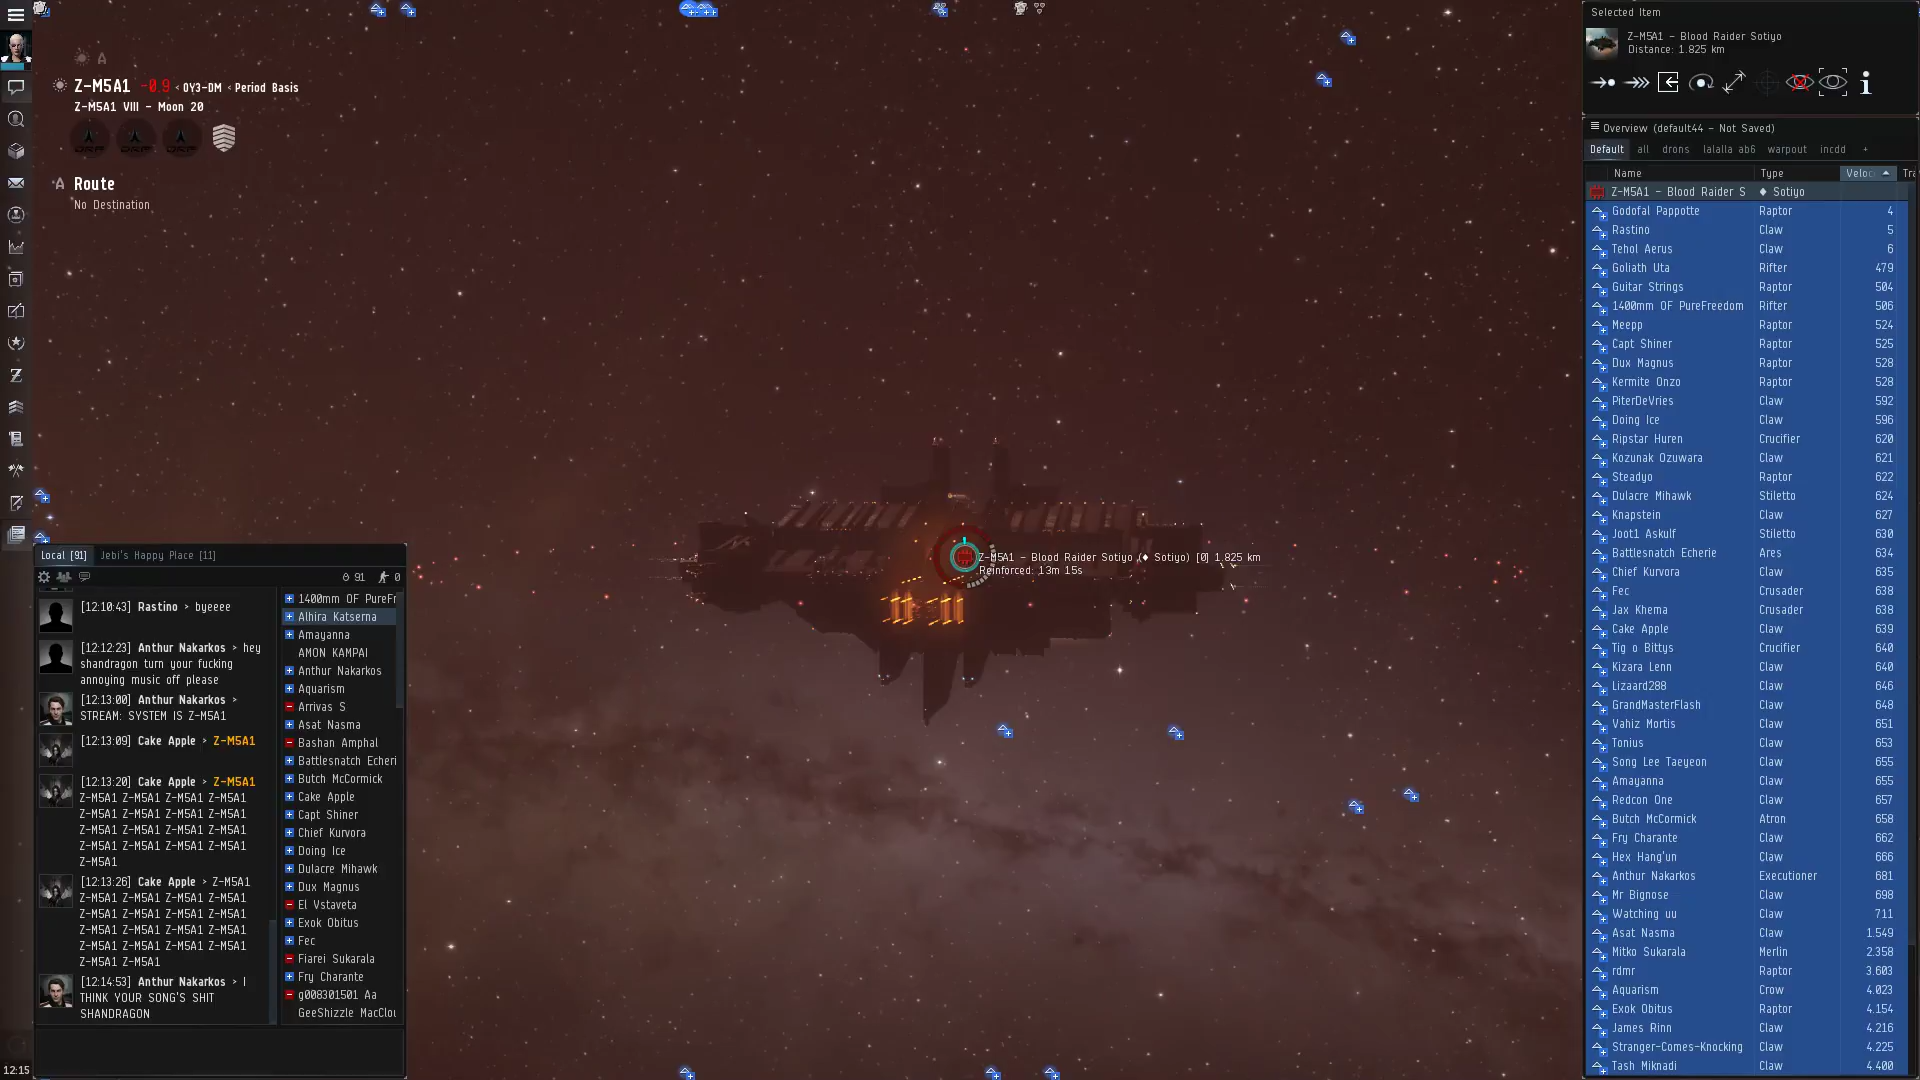 Z-M5A1 -0.9 < OY3-DM < Period Basis
Z-M5A1 VIII - Moon 20
Route
No Destination
Local [91] Jebi's Happy Place [11]
91 0
[12:10:43] Rastino > byeeee
[12:12:23] Anthur Nakarkos > hey
shandragon turn your fucking
annoying music off please
[12:13:00] Anthur Nakarkos >
STREAM: SYSTEM IS Z-M5A1
[12:13:09] Cake Apple > Z-M5A1
[12:13:20] Cake Apple > Z-M5A1
Z-M5A1 Z-M5A1 Z-M5A1 Z-M5A1
Z-M5A1 Z-M5A1 Z-M5A1 Z-M5A1
Z-M5A1 Z-M5A1 Z-M5A1 Z-M5A1
Z-M5A1 Z-M5A1 Z-M5A1 Z-M5A1
Z-M5A1
[12:13:26] Cake Apple > Z-M5A1
Z-M5A1 Z-M5A1 Z-M5A1 Z-M5A1
Z-M5A1 Z-M5A1 Z-M5A1 Z-M5A1
Z-M5A1 Z-M5A1 Z-M5A1 Z-M5A1
Z-M5A1 Z-M5A1 Z-M5A1 Z-M5A1
Z-M5A1 Z-M5A1
[12:14:53] Anthur Nakarkos > I
THINK YOUR SONG'S SHIT
SHANDRAGON
1400mm OF PureFr
Alhira Katserna
Amayanna
AMON KAMPAI
Anthur Nakarkos
Aquarism
Arrivas S
Asat Nasma
Bashan Amphal
Battlesnatch Echeri
Butch McCormick
Cake Apple
Capt Shiner
Chief Kurvora
Doing Ice
Dulacre Mihawk
Dux Magnus
El Vstaveta
Exok Obitus
Fec
Fiarei Sukarala
Fry Charante
g008301501 Aa
GeeShizzle MacClou
12:15
Z-M5A1 - Blood Raider Sotiyo (♦ Sotiyo) [0] 1.825 km
Reinforced: 13m 15s
Selected Item
Z-M5A1 - Blood Raider Sotiyo
Distance: 1.825 km
Overview (default44 - Not Saved)
Default all drons lalalla ab6 warpout incdd +
Name Type Veloc Tra
Z-M5A1 - Blood Raider S ♦ Sotiyo
Godofal Pappotte Raptor 4
Rastino Claw 5
Tehol Aerus Claw 6
Goliath Uta Rifter 479
Guitar Strings Raptor 504
1400mm OF PureFreedom Rifter 506
Meepp Raptor 524
Capt Shiner Raptor 525
Dux Magnus Raptor 528
Kermite Onzo Raptor 528
PiterDeVries Claw 592
Doing Ice Claw 596
Ripstar Huren Crucifier 620
Kozunak Ozuwara Claw 621
Steadyo Raptor 622
Dulacre Mihawk Stiletto 624
Knapstein Claw 627
Joot1 Askulf Stiletto 630
Battlesnatch Echerie Ares 634
Chief Kurvora Claw 635
Fec Crusader 638
Jax Khema Crusader 638
Cake Apple Claw 639
Tig o Bittys Crucifier 640
Kizara Lenn Claw 640
Lizaard288 Claw 646
GrandMasterFlash Claw 648
Vahiz Mortis Claw 651
Tonius Claw 653
Song Lee Taeyeon Claw 655
Amayanna Claw 655
Redcon One Claw 657
Butch McCormick Atron 658
Fry Charante Claw 662
Hex Hang'un Claw 666
Anthur Nakarkos Executioner 681
Mr Bignose Claw 698
Watching uu Claw 711
Asat Nasma Claw 1.549
Mitko Sukarala Merlin 2.358
rdmr Raptor 3.603
Aquarism Crow 4.023
Exok Obitus Raptor 4.154
James Rinn Claw 4.216
Stranger-Comes-Knocking Claw 4.225
Tash Miknadi Claw 4.400